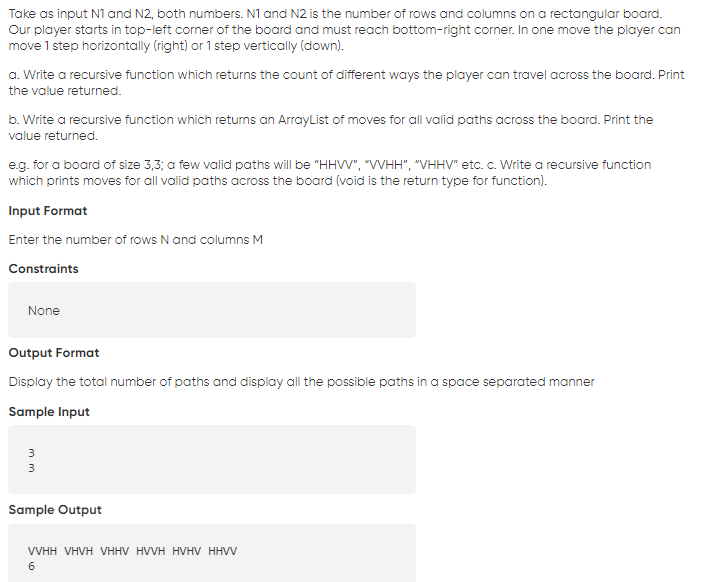 Take as input N1 and N2, both numbers. N1 and N2 is the number of rows and columns on a rectangular board.
Our player starts in top-left corner of the board and must reach bottom-right corner. In one move the player can
move 1 step horizontally (right) or 1 step vertically (down).
a. Write a recursive function which returns the count of different ways the player can travel across the board. Print
the value returned.
b. Write a recursive function which returns an ArrayList of moves for all valid paths across the board. Print the
value returned.
e.g. for a board of size 3,3; a few valid paths will be “HHVV”, “VVHH”, “VHHV” etc. c. Write a recursive function
which prints moves for all valid paths across the board (void is the return type for function).
Input Format
Enter the number of rows N and columns M
Constraints
None
Output Format
Display the total number of paths and display all the possible paths in a space separated manner
Sample Input
3
3
Sample Output
VVHH VHVH VHHV HVVH HVHV HHVV
6